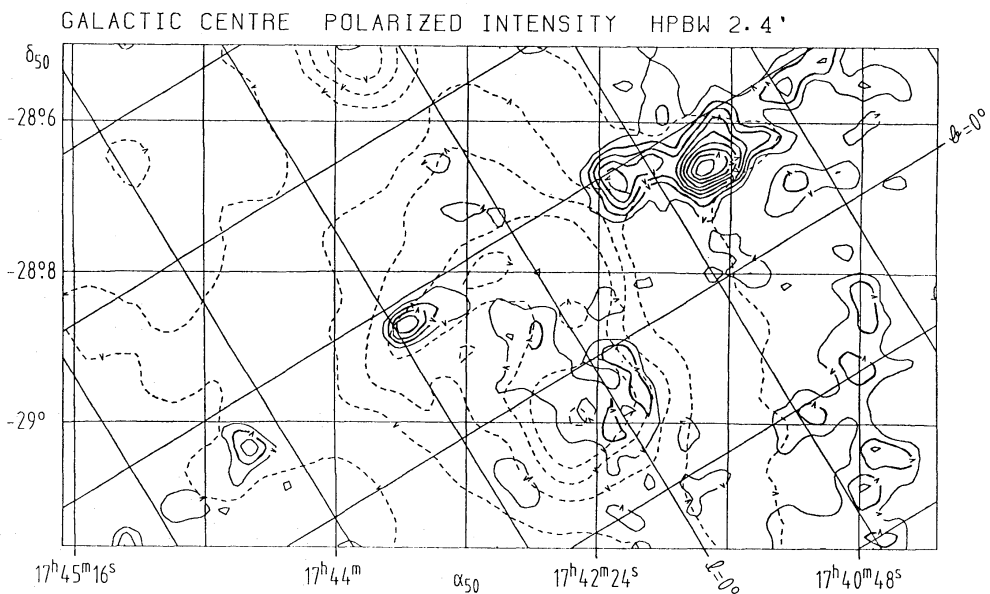 GALACTIC CENTRE POLARIZED INTENSITY HPBW 2.4'
δ50
-28°6
b=0°
-28°8
-29°
17h45m16s
17h44m
α50
17h42m24s
l=0°
17h40m48s